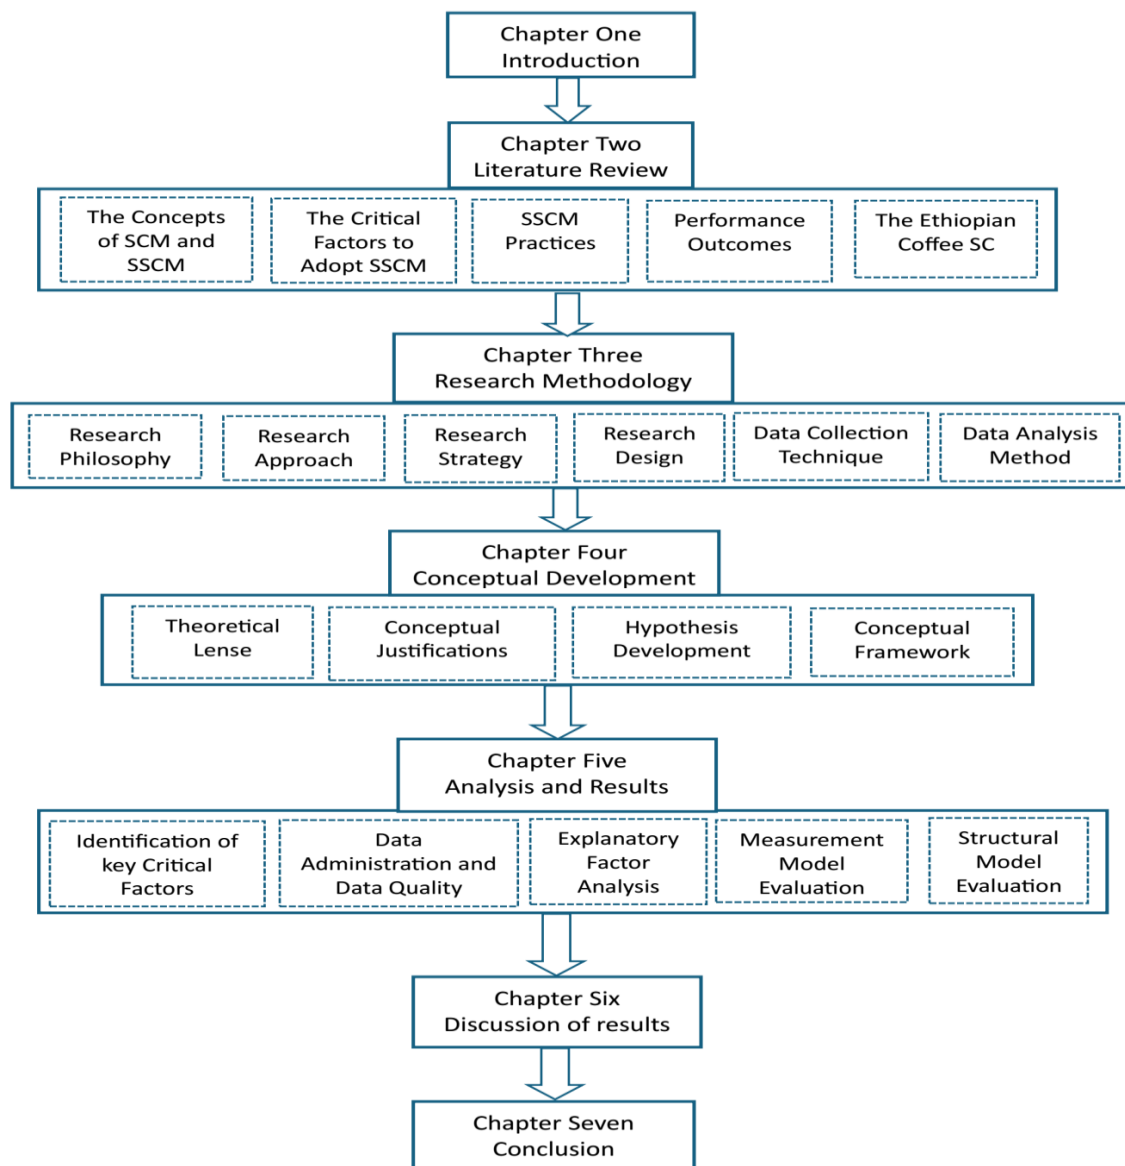 Chapter One
Introduction
Chapter Two
Literature Review
The Concepts
of SCM and
SSCM
The Critical
Factors to
Adopt SSCM
SSCM
Practices
Performance
Outcomes
The Ethiopian
Coffee SC
Chapter Three
Research Methodology
Research
Philosophy
Research
Approach
Research
Strategy
Research
Design
Data Collection
Technique
Data Analysis
Method
Chapter Four
Conceptual Development
Theoretical
Lense
Conceptual
Justifications
Hypothesis
Development
Conceptual
Framework
Chapter Five
Analysis and Results
Identification of
key Critical
Factors
Data
Administration and
Data Quality
Explanatory
Factor
Analysis
Measurement
Model
Evaluation
Structural
Model
Evaluation
Chapter Six
Discussion of results
Chapter Seven
Conclusion